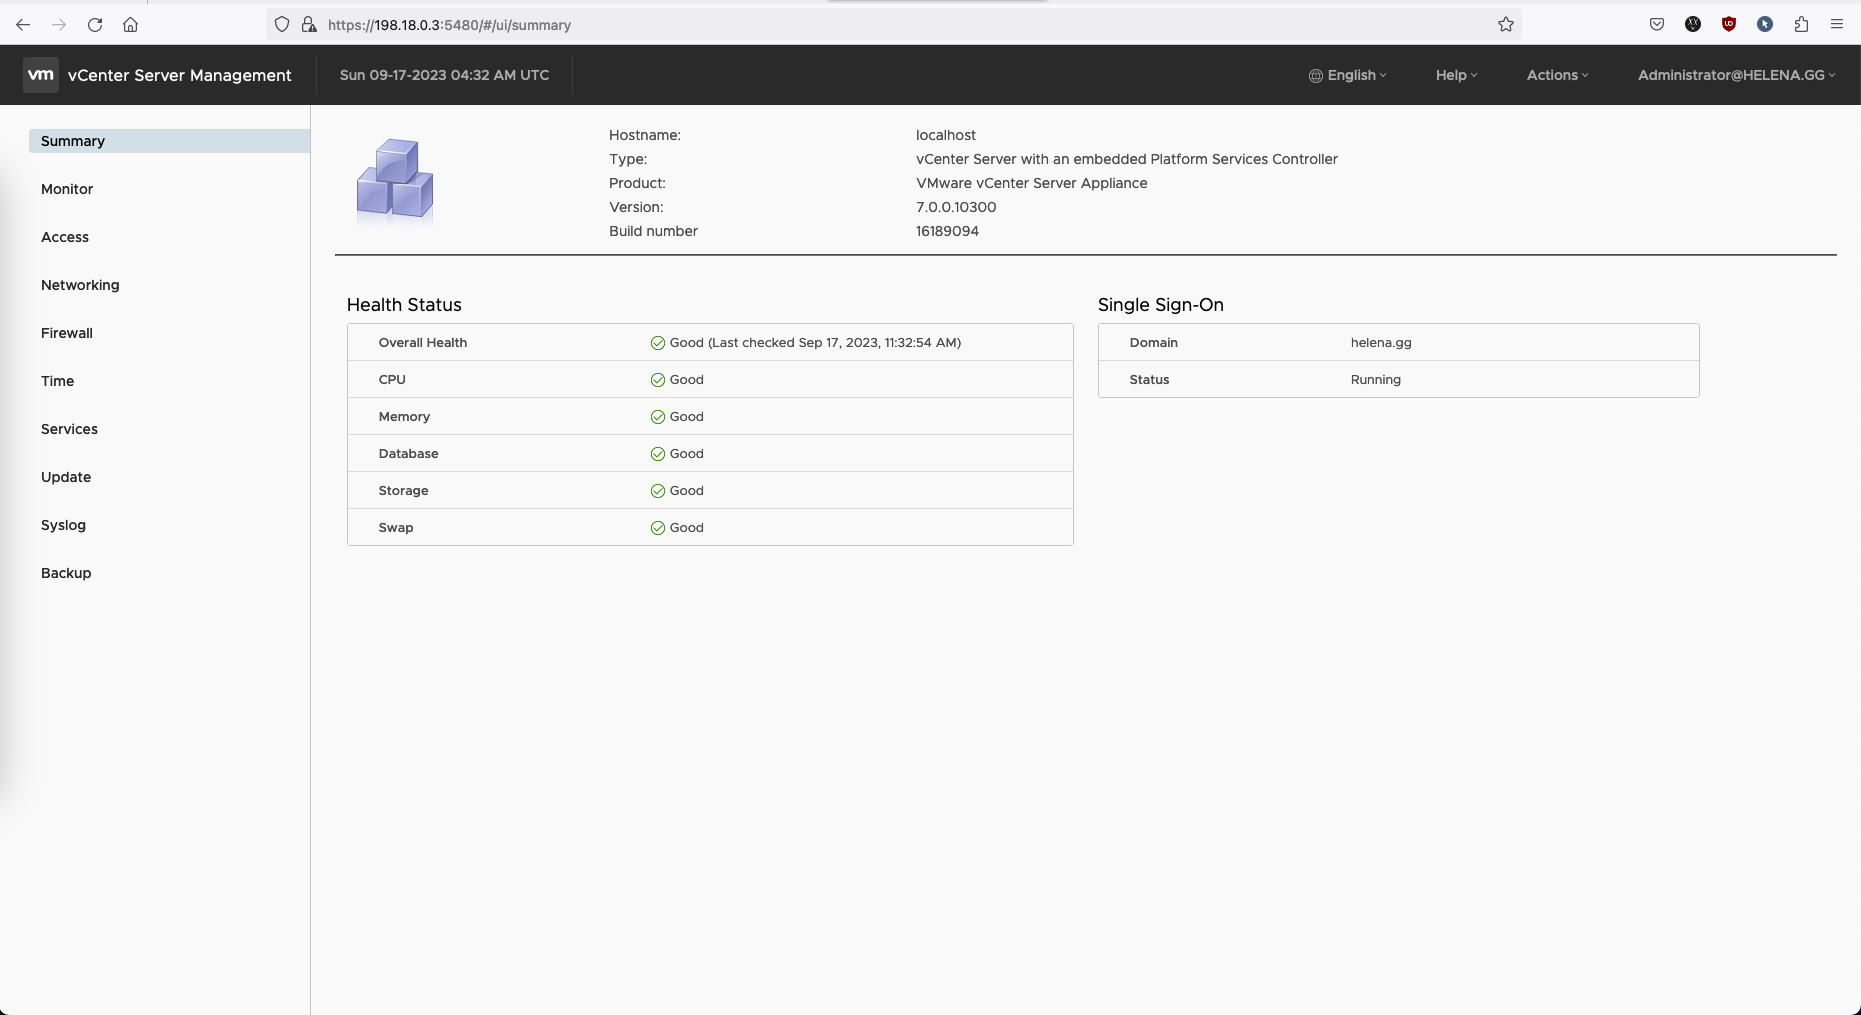 https://198.18.0.3:5480/#/ui/summary
vm vCenter Server Management Sun 09-17-2023 04:32 AM UTC English Help Actions Administrator@HELENA.GG
Summary
Monitor
Access
Networking
Firewall
Time
Services
Update
Syslog
Backup
Hostname: localhost
Type: vCenter Server with an embedded Platform Services Controller
Product: VMware vCenter Server Appliance
Version: 7.0.0.10300
Build number 16189094
Health Status
Overall Health Good (Last checked Sep 17, 2023, 11:32:54 AM)
CPU Good
Memory Good
Database Good
Storage Good
Swap Good
Single Sign-On
Domain helena.gg
Status Running